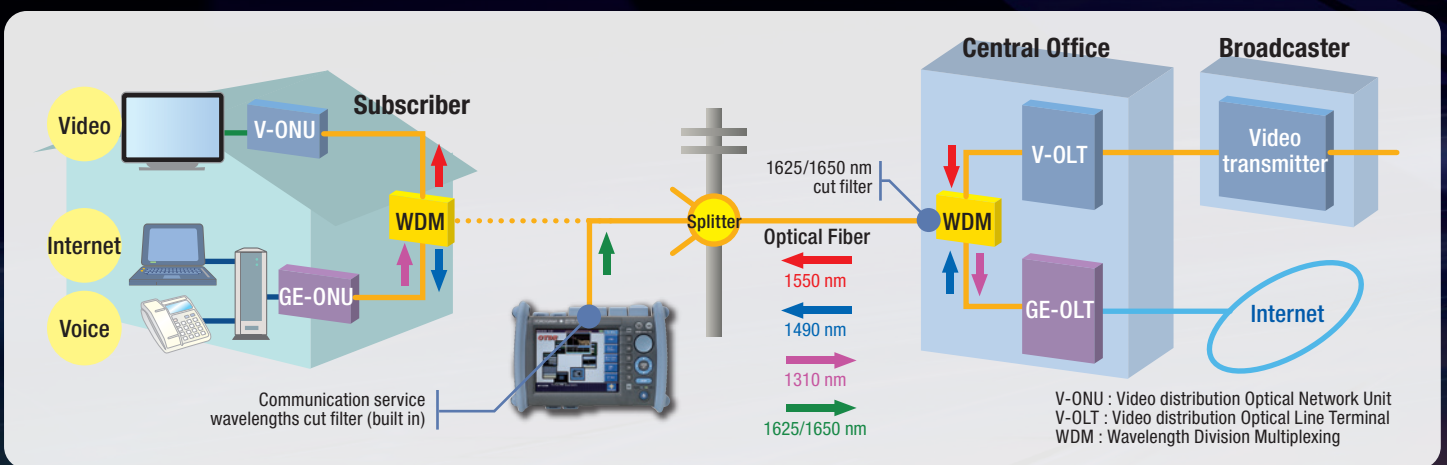 Central Office
Broadcaster
Subscriber
Video
V-ONU
V-OLT
Video
transmitter
1625/1650 nm
cut filter
WDM
Splitter
WDM
Internet
Optical Fiber
1550 nm
GE-ONU
1490 nm
GE-OLT
Internet
Voice
OTDR
1310 nm
Communication service
wavelengths cut filter (built in)
1625/1650 nm
V-ONU : Video distribution Optical Network Unit
V-OLT : Video distribution Optical Line Terminal
WDM : Wavelength Division Multiplexing